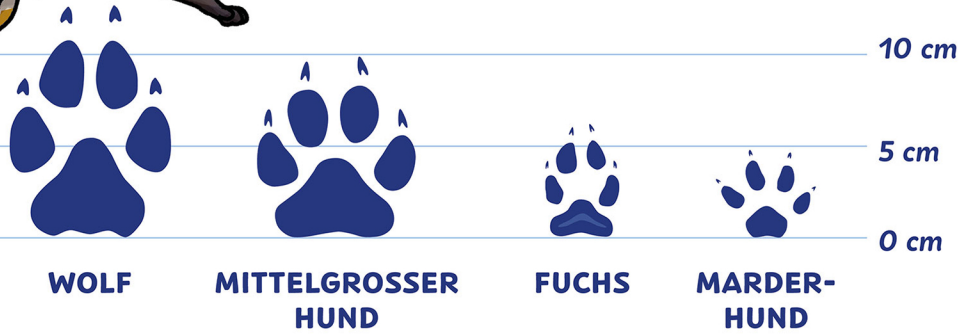 10 cm
5 cm
0 cm
WOLF
MITTELGROSSER
HUND
FUCHS
MARDER-
HUND